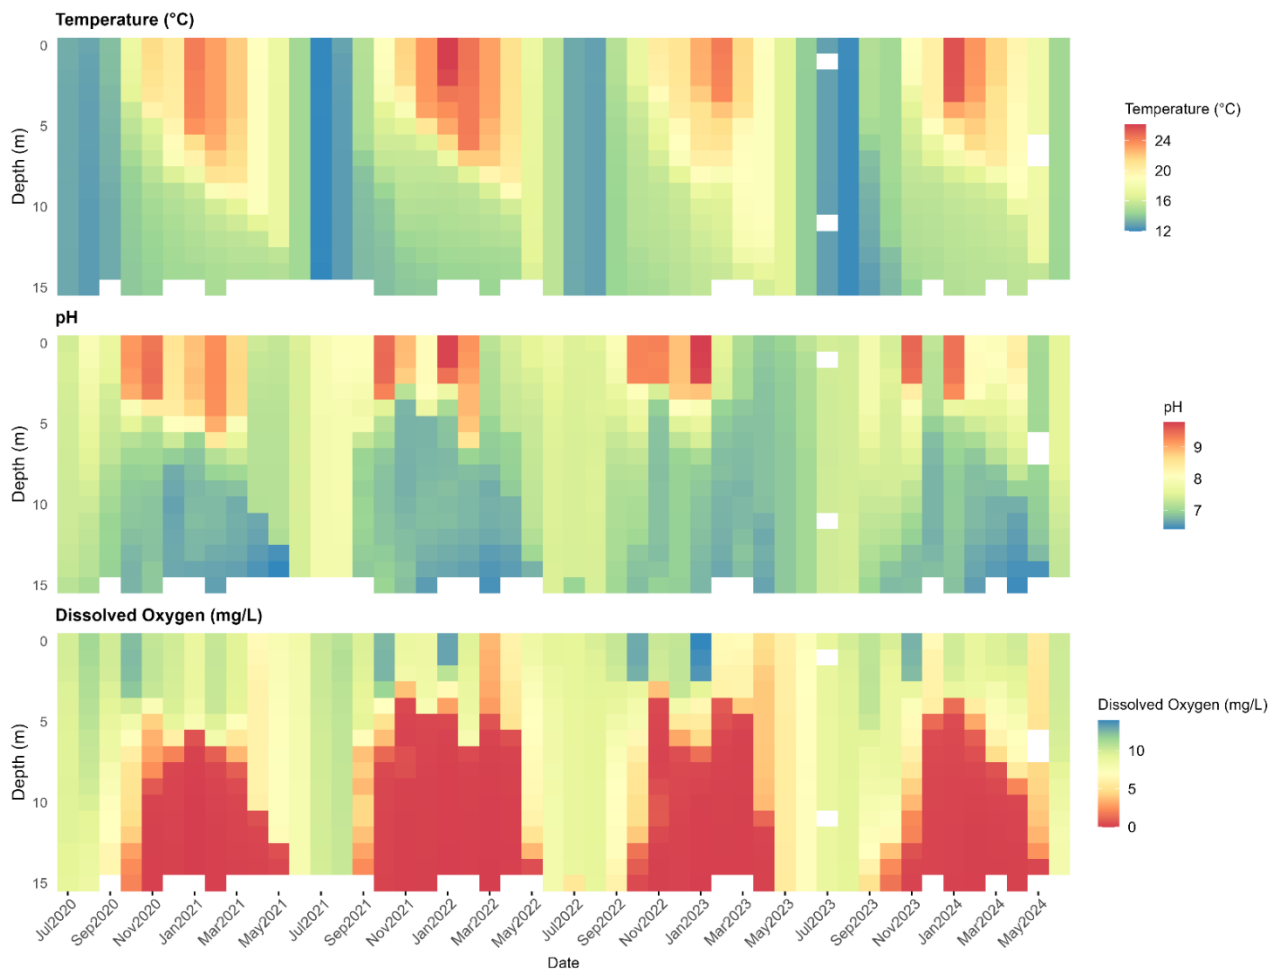 Temperature (°C)
0
5
10
15
Depth (m)
Temperature (°C)
24
20
16
12
pH
0
5
10
15
Depth (m)
pH
9
8
7
Dissolved Oxygen (mg/L)
0
5
10
15
Depth (m)
Dissolved Oxygen (mg/L)
10
5
0
Jul2020
Sep2020
Nov2020
Jan2021
Mar2021
May2021
Jul2021
Sep2021
Nov2021
Jan2022
Mar2022
May2022
Jul2022
Sep2022
Nov2022
Jan2023
Mar2023
May2023
Jul2023
Sep2023
Nov2023
Jan2024
Mar2024
May2024
Date